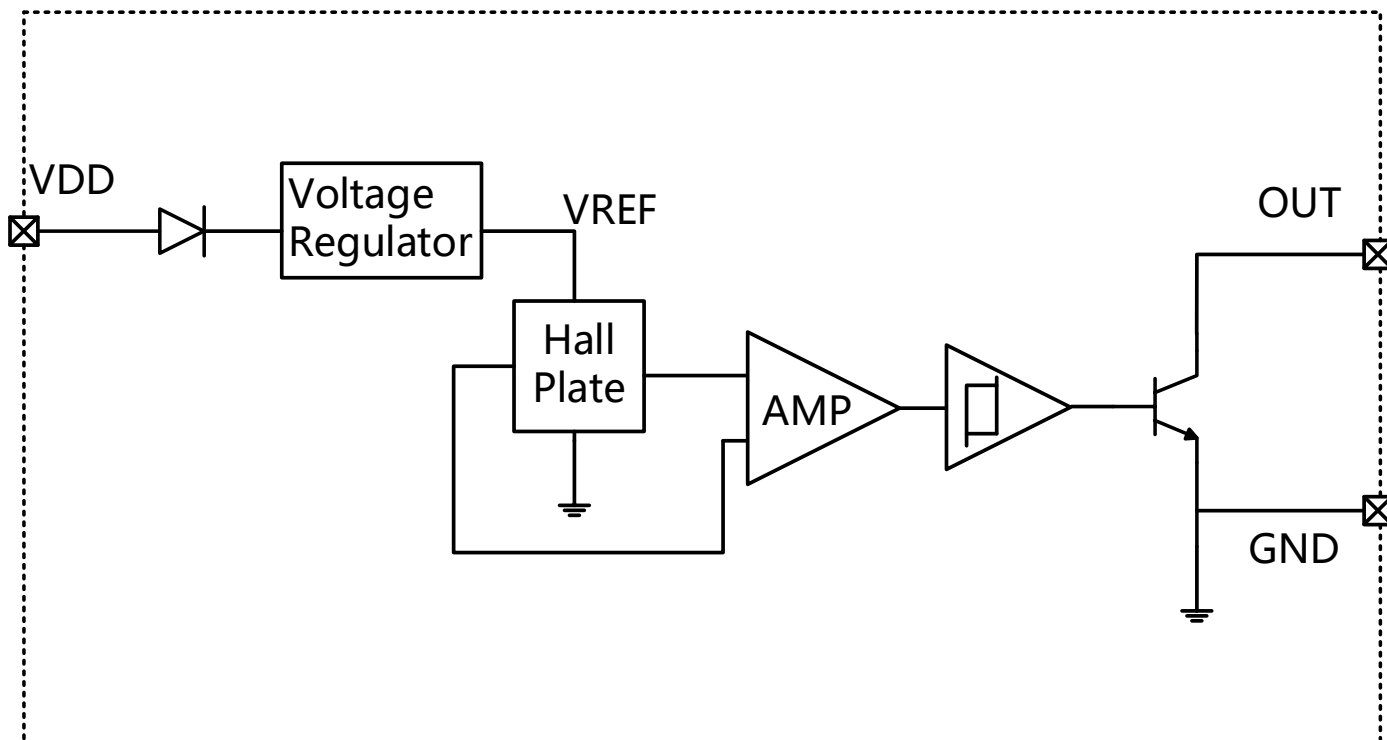 VDD
Voltage
Regulator
VREF
OUT
Hall
Plate
AMP
GND